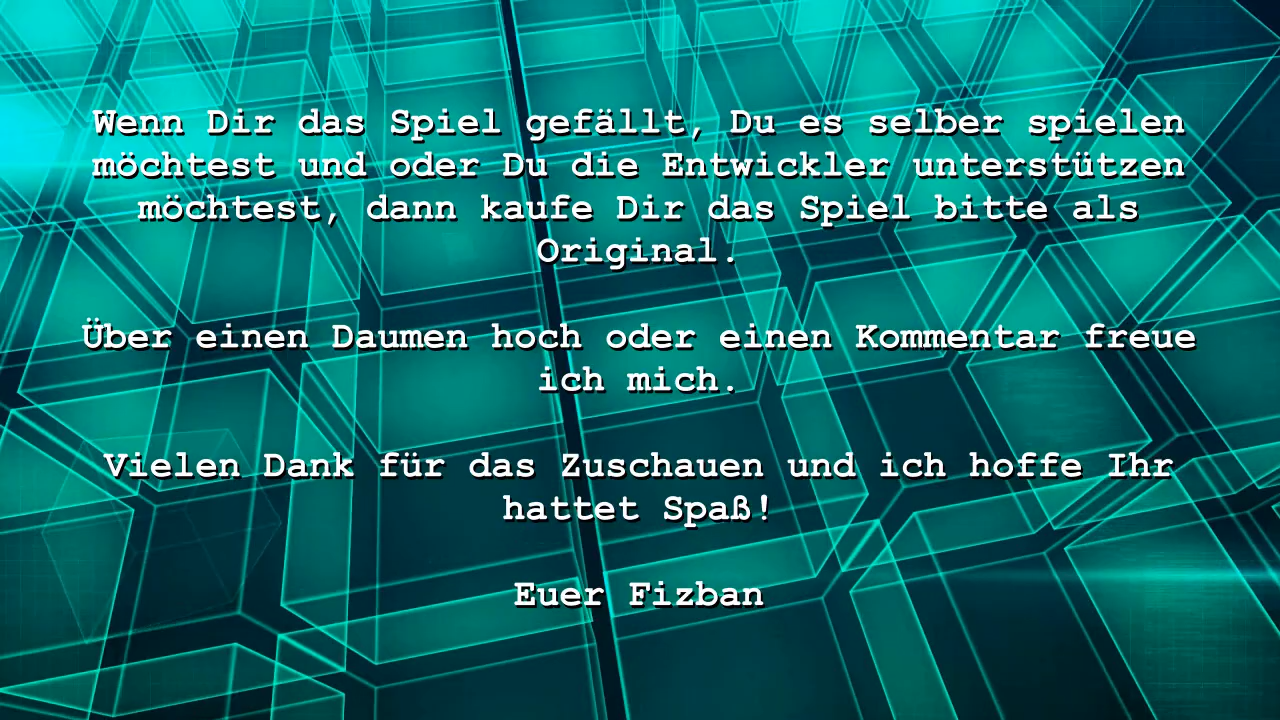 Wenn Dir das Spiel gefällt, Du es selber spielen
möchtest und oder Du die Entwickler unterstützen
möchtest, dann kaufe Dir das Spiel bitte als
Original.
Über einen Daumen hoch oder einen Kommentar freue
ich mich.
Vielen Dank für das Zuschauen und ich hoffe Ihr
hattet Spaß!
Euer Fizban